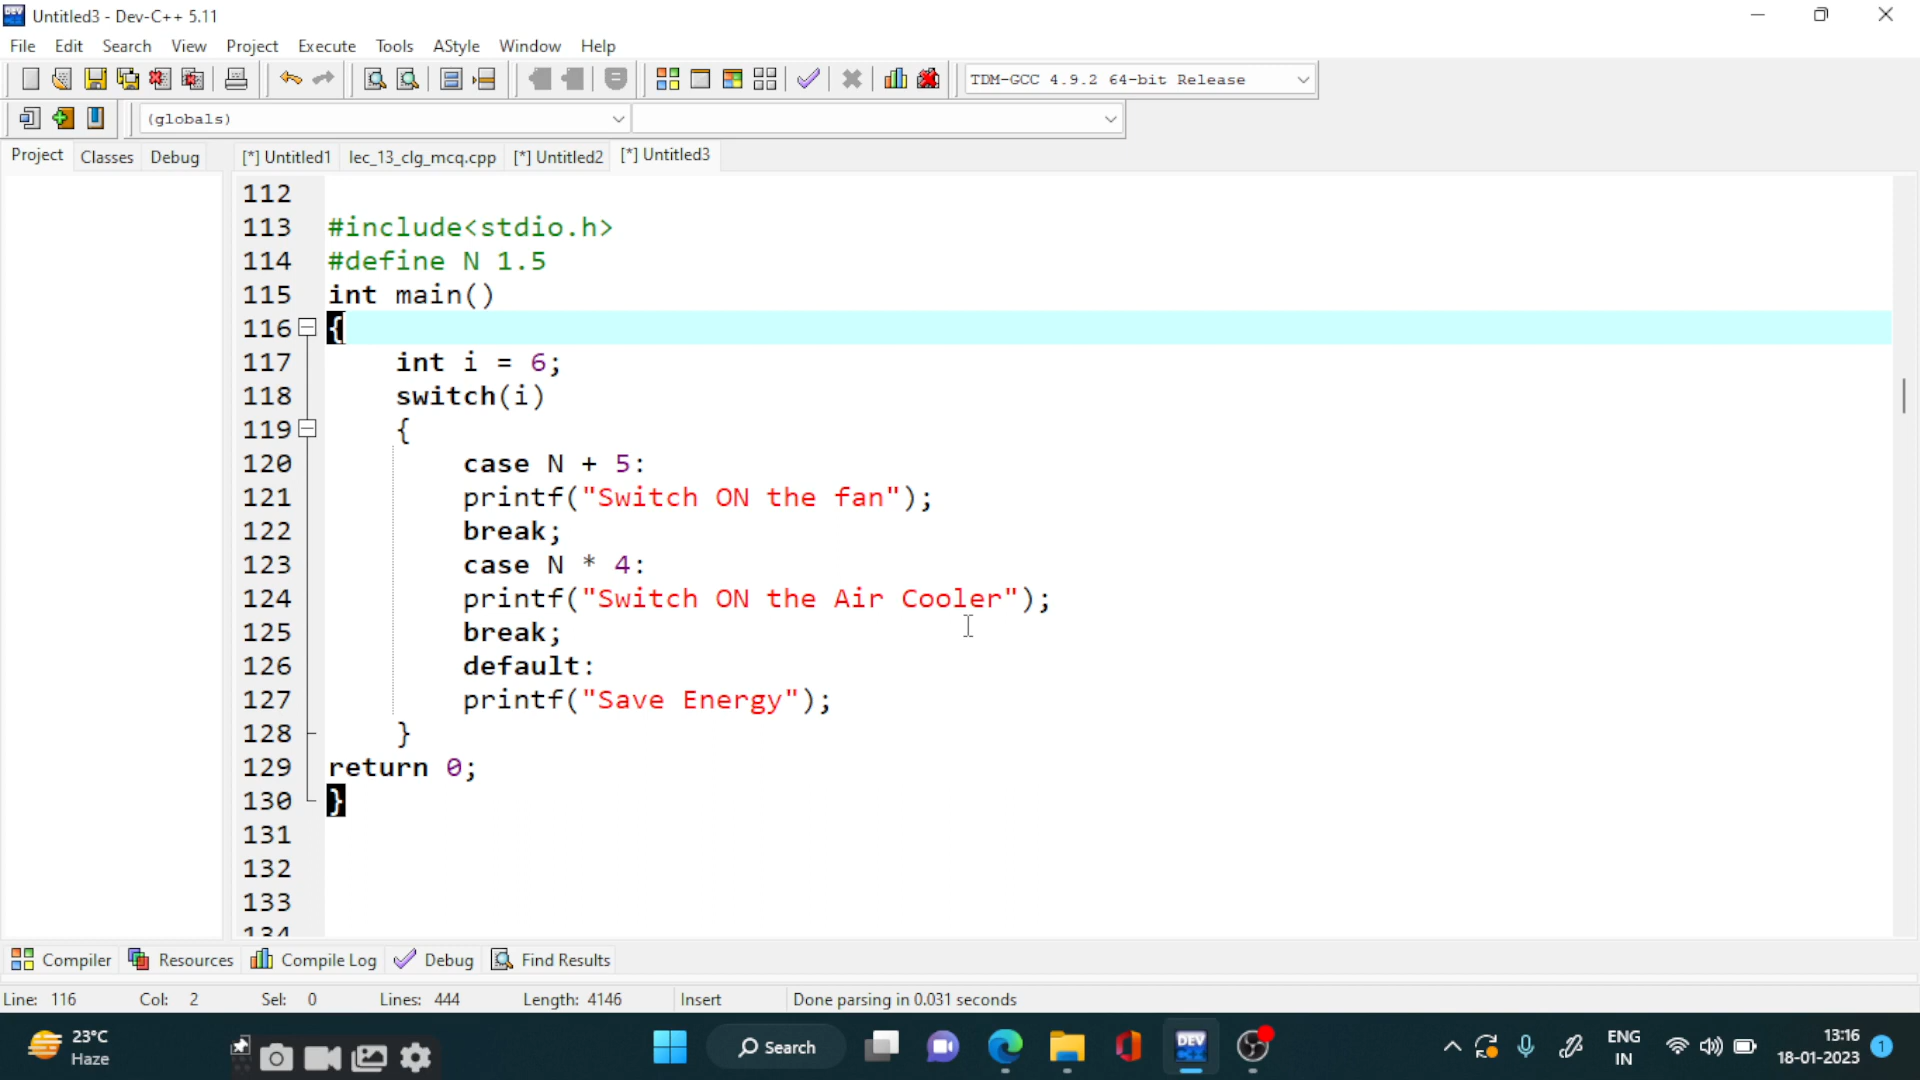 Untitled3 - Dev-C++ 5.11
File Edit Search View Project Execute Tools AStyle Window Help
TDM-GCC 4.9.2 64-bit Release
(globals)
Project Classes Debug [*] Untitled1 lec_13_clg_mcq.cpp [*] Untitled2 [*] Untitled3
112
113 #include<stdio.h>
114 #define N 1.5
115 int main()
116 {
117 int i = 6;
118 switch(i)
119 {
120 case N + 5:
121 printf("Switch ON the fan");
122 break;
123 case N * 4:
124 printf("Switch ON the Air Cooler");
125 break;
126 default:
127 printf("Save Energy");
128 }
129 return 0;
130 }
131
132
133
134
Compiler Resources Compile Log Debug Find Results
Line: 116 Col: 2 Sel: 0 Lines: 444 Length: 4146 Insert Done parsing in 0.031 seconds
23°C
Haze
Search
DEV
ENG
IN
13:16
18-01-2023
1